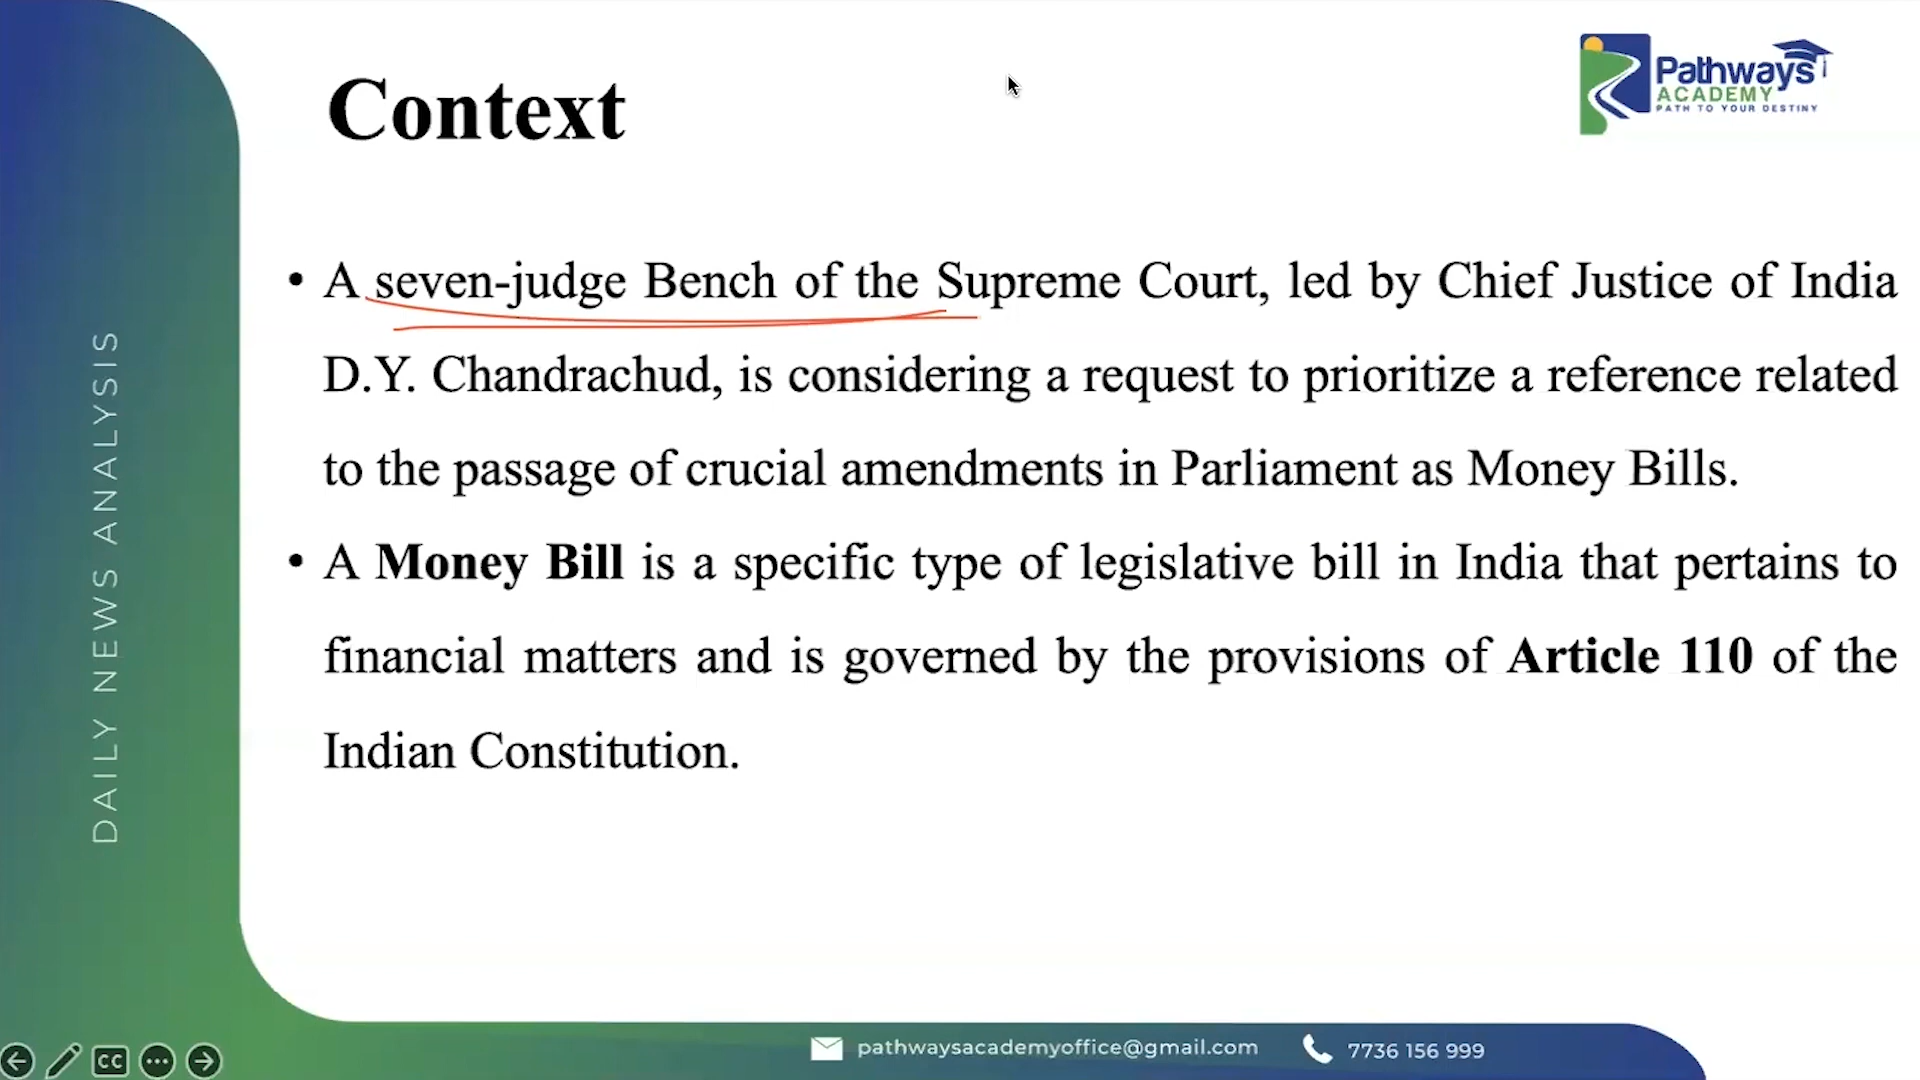 Context
Pathways
ACADEMY
PATH TO YOUR DESTINY
• A seven-judge Bench of the Supreme Court, led by Chief Justice of India
D.Y. Chandrachud, is considering a request to prioritize a reference related
to the passage of crucial amendments in Parliament as Money Bills.
• A Money Bill is a specific type of legislative bill in India that pertains to
financial matters and is governed by the provisions of Article 110 of the
Indian Constitution.
DAILY NEWS ANALYSIS
CC
pathwaysacademyoffice@gmail.com
7736 156 999